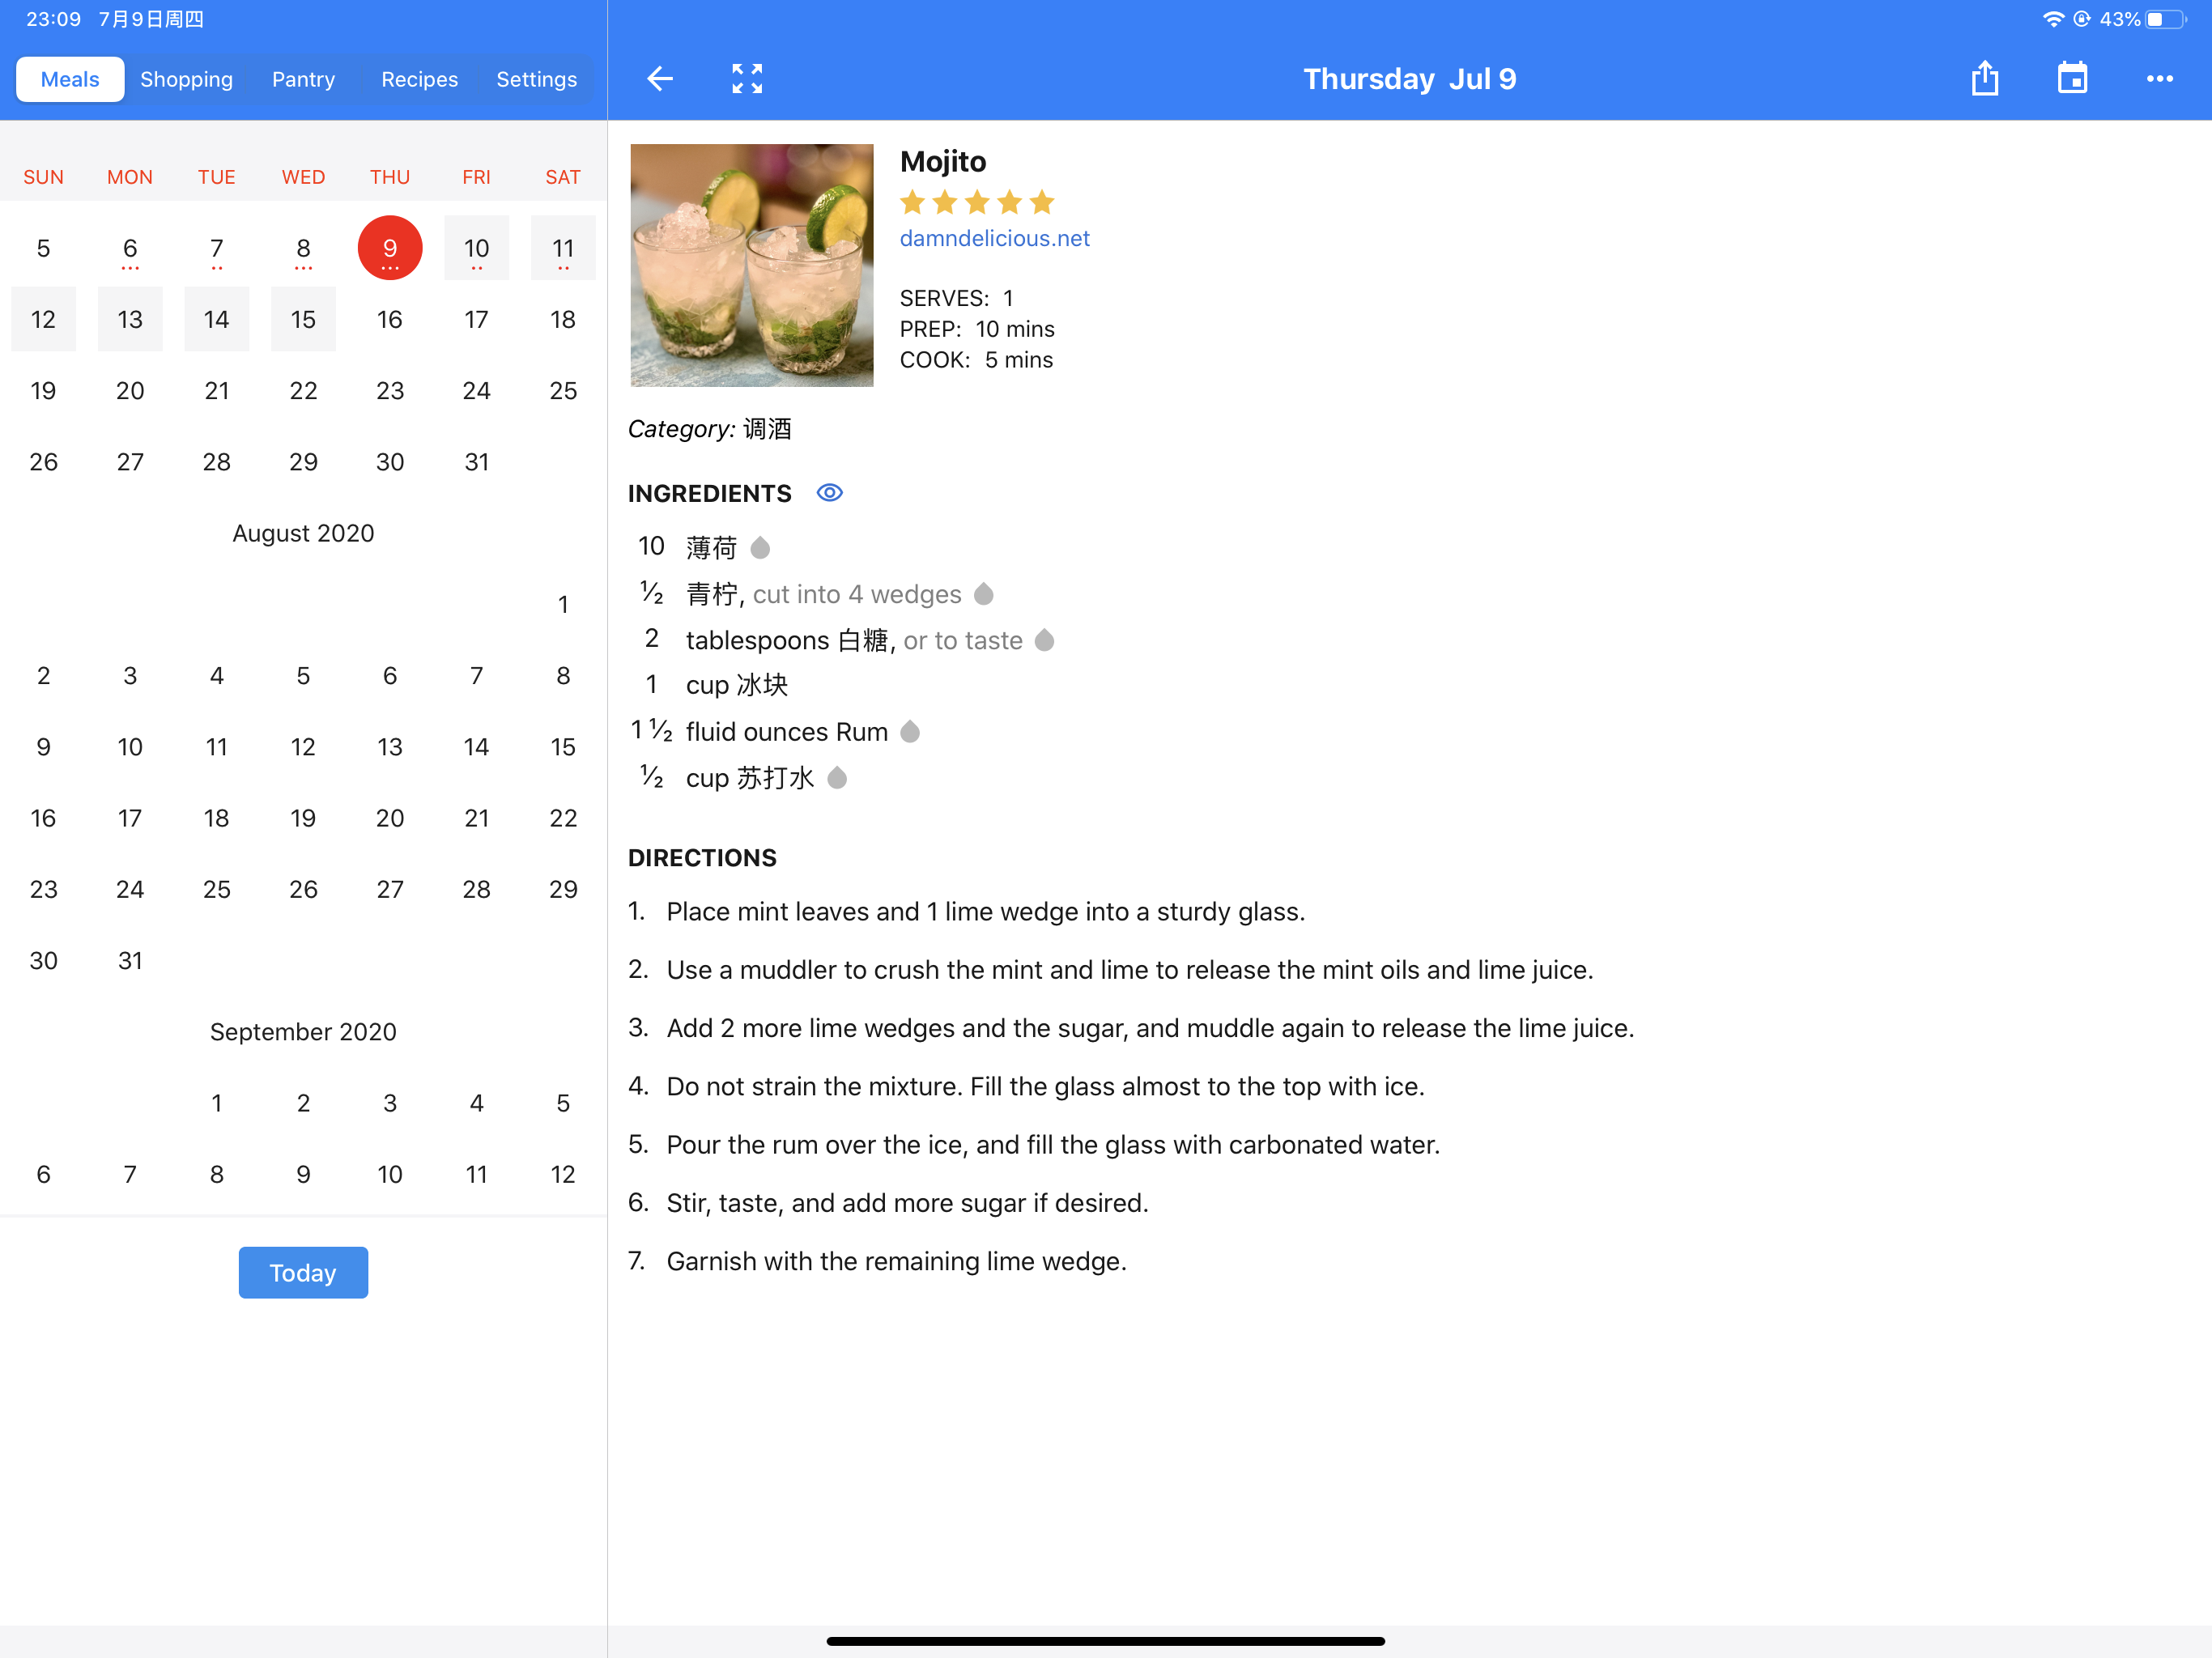 23:09 7月9日周四
43%
Meals Shopping Pantry Recipes Settings
Thursday Jul 9
SUN MON TUE WED THU FRI SAT
5 6 7 8 9 10 11
12 13 14 15 16 17 18
19 20 21 22 23 24 25
26 27 28 29 30 31
August 2020
1
2 3 4 5 6 7 8
9 10 11 12 13 14 15
16 17 18 19 20 21 22
23 24 25 26 27 28 29
30 31
September 2020
1 2 3 4 5
6 7 8 9 10 11 12
Today
Mojito
damndelicious.net
SERVES: 1
PREP: 10 mins
COOK: 5 mins
Category: 调酒
INGREDIENTS
10 薄荷
½ 青柠, cut into 4 wedges
2 tablespoons 白糖, or to taste
1 cup 冰块
1 ½ fluid ounces Rum
½ cup 苏打水
DIRECTIONS
1. Place mint leaves and 1 lime wedge into a sturdy glass.
2. Use a muddler to crush the mint and lime to release the mint oils and lime juice.
3. Add 2 more lime wedges and the sugar, and muddle again to release the lime juice.
4. Do not strain the mixture. Fill the glass almost to the top with ice.
5. Pour the rum over the ice, and fill the glass with carbonated water.
6. Stir, taste, and add more sugar if desired.
7. Garnish with the remaining lime wedge.